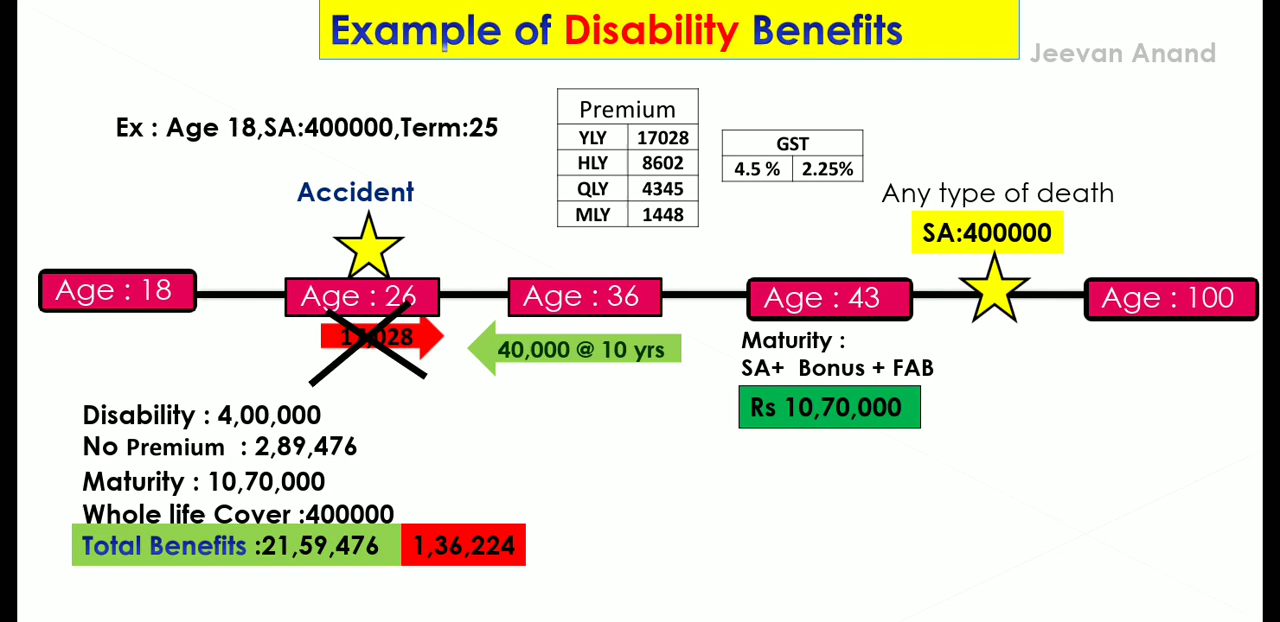 Example of Disability Benefits
Jeevan Anand
Ex : Age 18,SA:400000,Term:25
Premium
YLY 17028
HLY 8602
QLY 4345
MLY 1448
GST
4.5 % 2.25%
Accident
Any type of death
SA:400000
Age : 18
Age : 26
Age : 36
Age : 43
Age : 100
17,028
40,000 @ 10 yrs
Maturity :
SA+ Bonus + FAB
Rs 10,70,000
Disability : 4,00,000
No Premium : 2,89,476
Maturity : 10,70,000
Whole life Cover :400000
Total Benefits :21,59,476 1,36,224